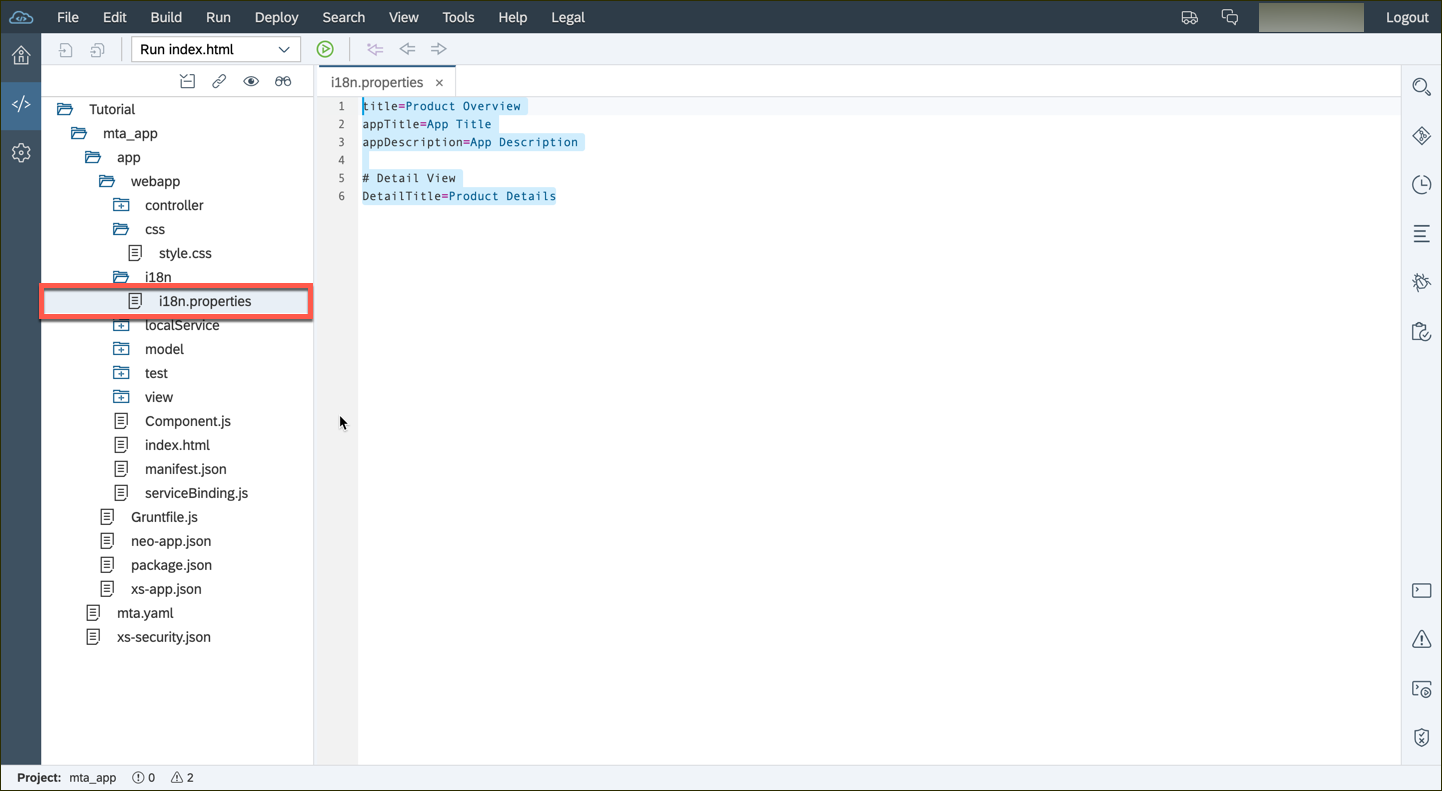 File Edit Build Run Deploy Search View Tools Help Legal Logout
Run index.html
i18n.properties ×
Tutorial
mta_app
app
webapp
controller
css
style.css
i18n
i18n.properties
localService
model
test
view
Component.js
index.html
manifest.json
serviceBinding.js
Gruntfile.js
neo-app.json
package.json
xs-app.json
mta.yaml
xs-security.json
1 title=Product Overview
2 appTitle=App Title
3 appDescription=App Description
4
5 # Detail View
6 DetailTitle=Product Details
Project: mta_app 0 2